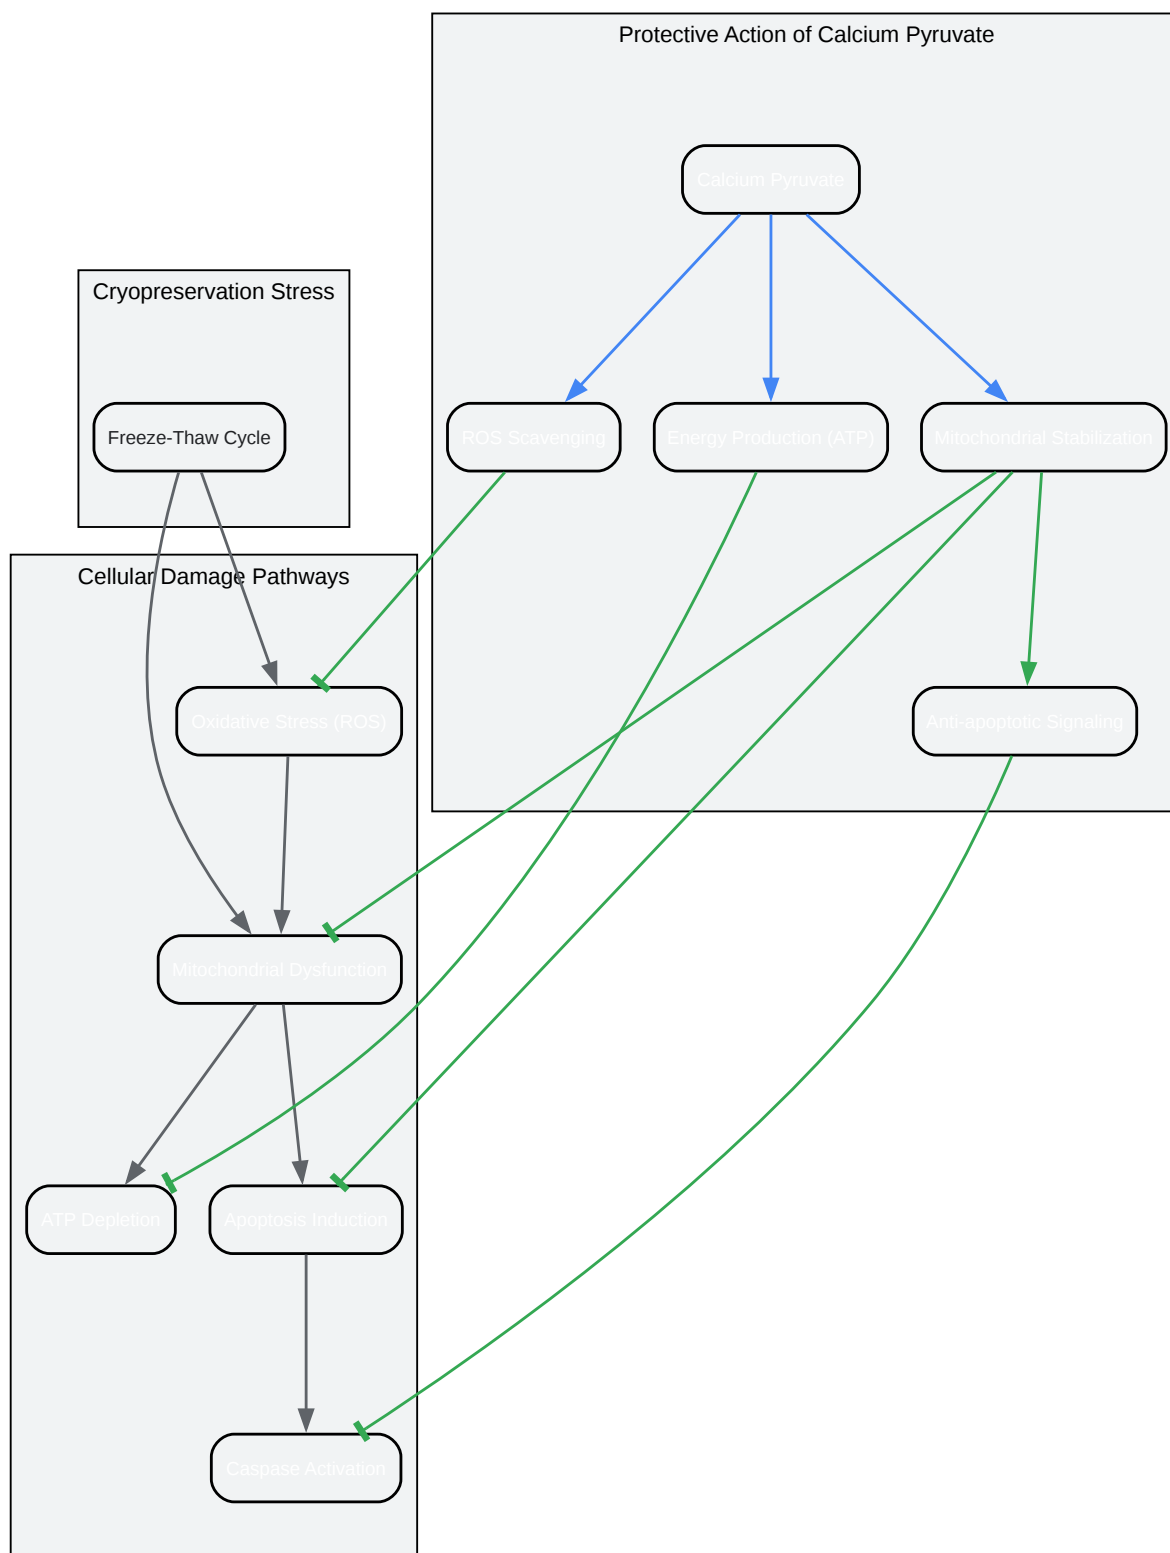 Protective Action of Calcium Pyruvate
Calcium Pyruvate
Cryopreservation Stress
Freeze-Thaw Cycle
ROS Scavenging
Energy Production (ATP)
Mitochondrial Stabilization
Cellular Damage Pathways
Oxidative Stress (ROS)
Anti-apoptotic Signaling
Mitochondrial Dysfunction
ATP Depletion
Apoptosis Induction
Caspase Activation